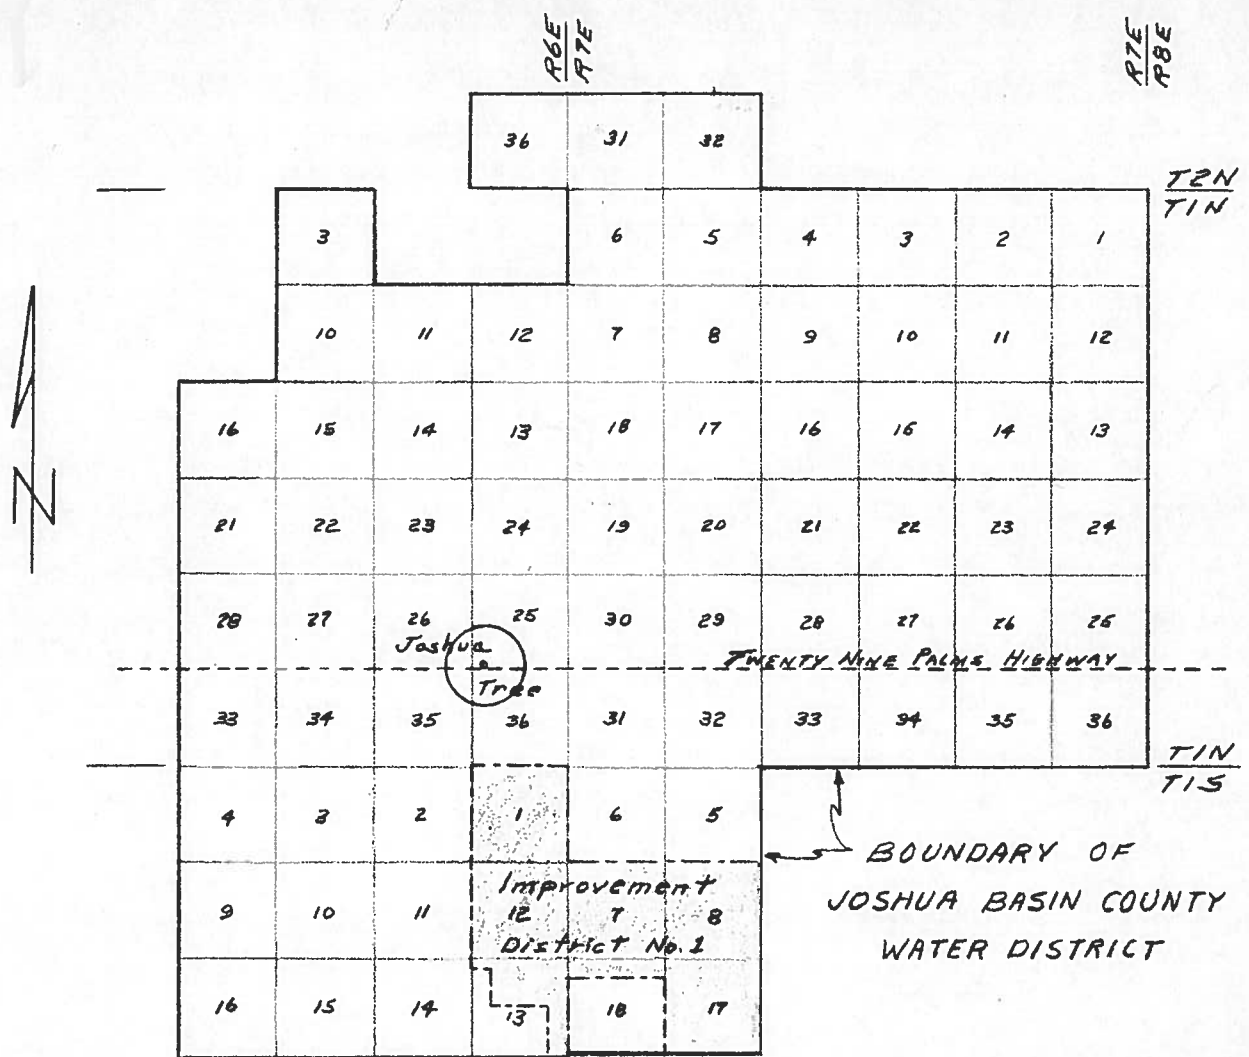 R6E
R7E
R7E
R8E
36 31 32
T2N
T1N
3 6 5 4 3 2 1
10 11 12 7 8 9 10 11 12
16 15 14 13 18 17 16 15 14 13
21 22 23 24 19 20 21 22 23 24
28 27 26 25 30 29 28 27 26 25
Joshua
TWENTY NINE PALMS HIGHWAY
Tree
33 34 35 36 31 32 33 34 35 36
T1N
T1S
4 3 2 1 6 5
BOUNDARY OF
JOSHUA BASIN COUNTY
WATER DISTRICT
Improvement
9 10 11 12 7 8
District No. 1
16 15 14 13 18 17
N